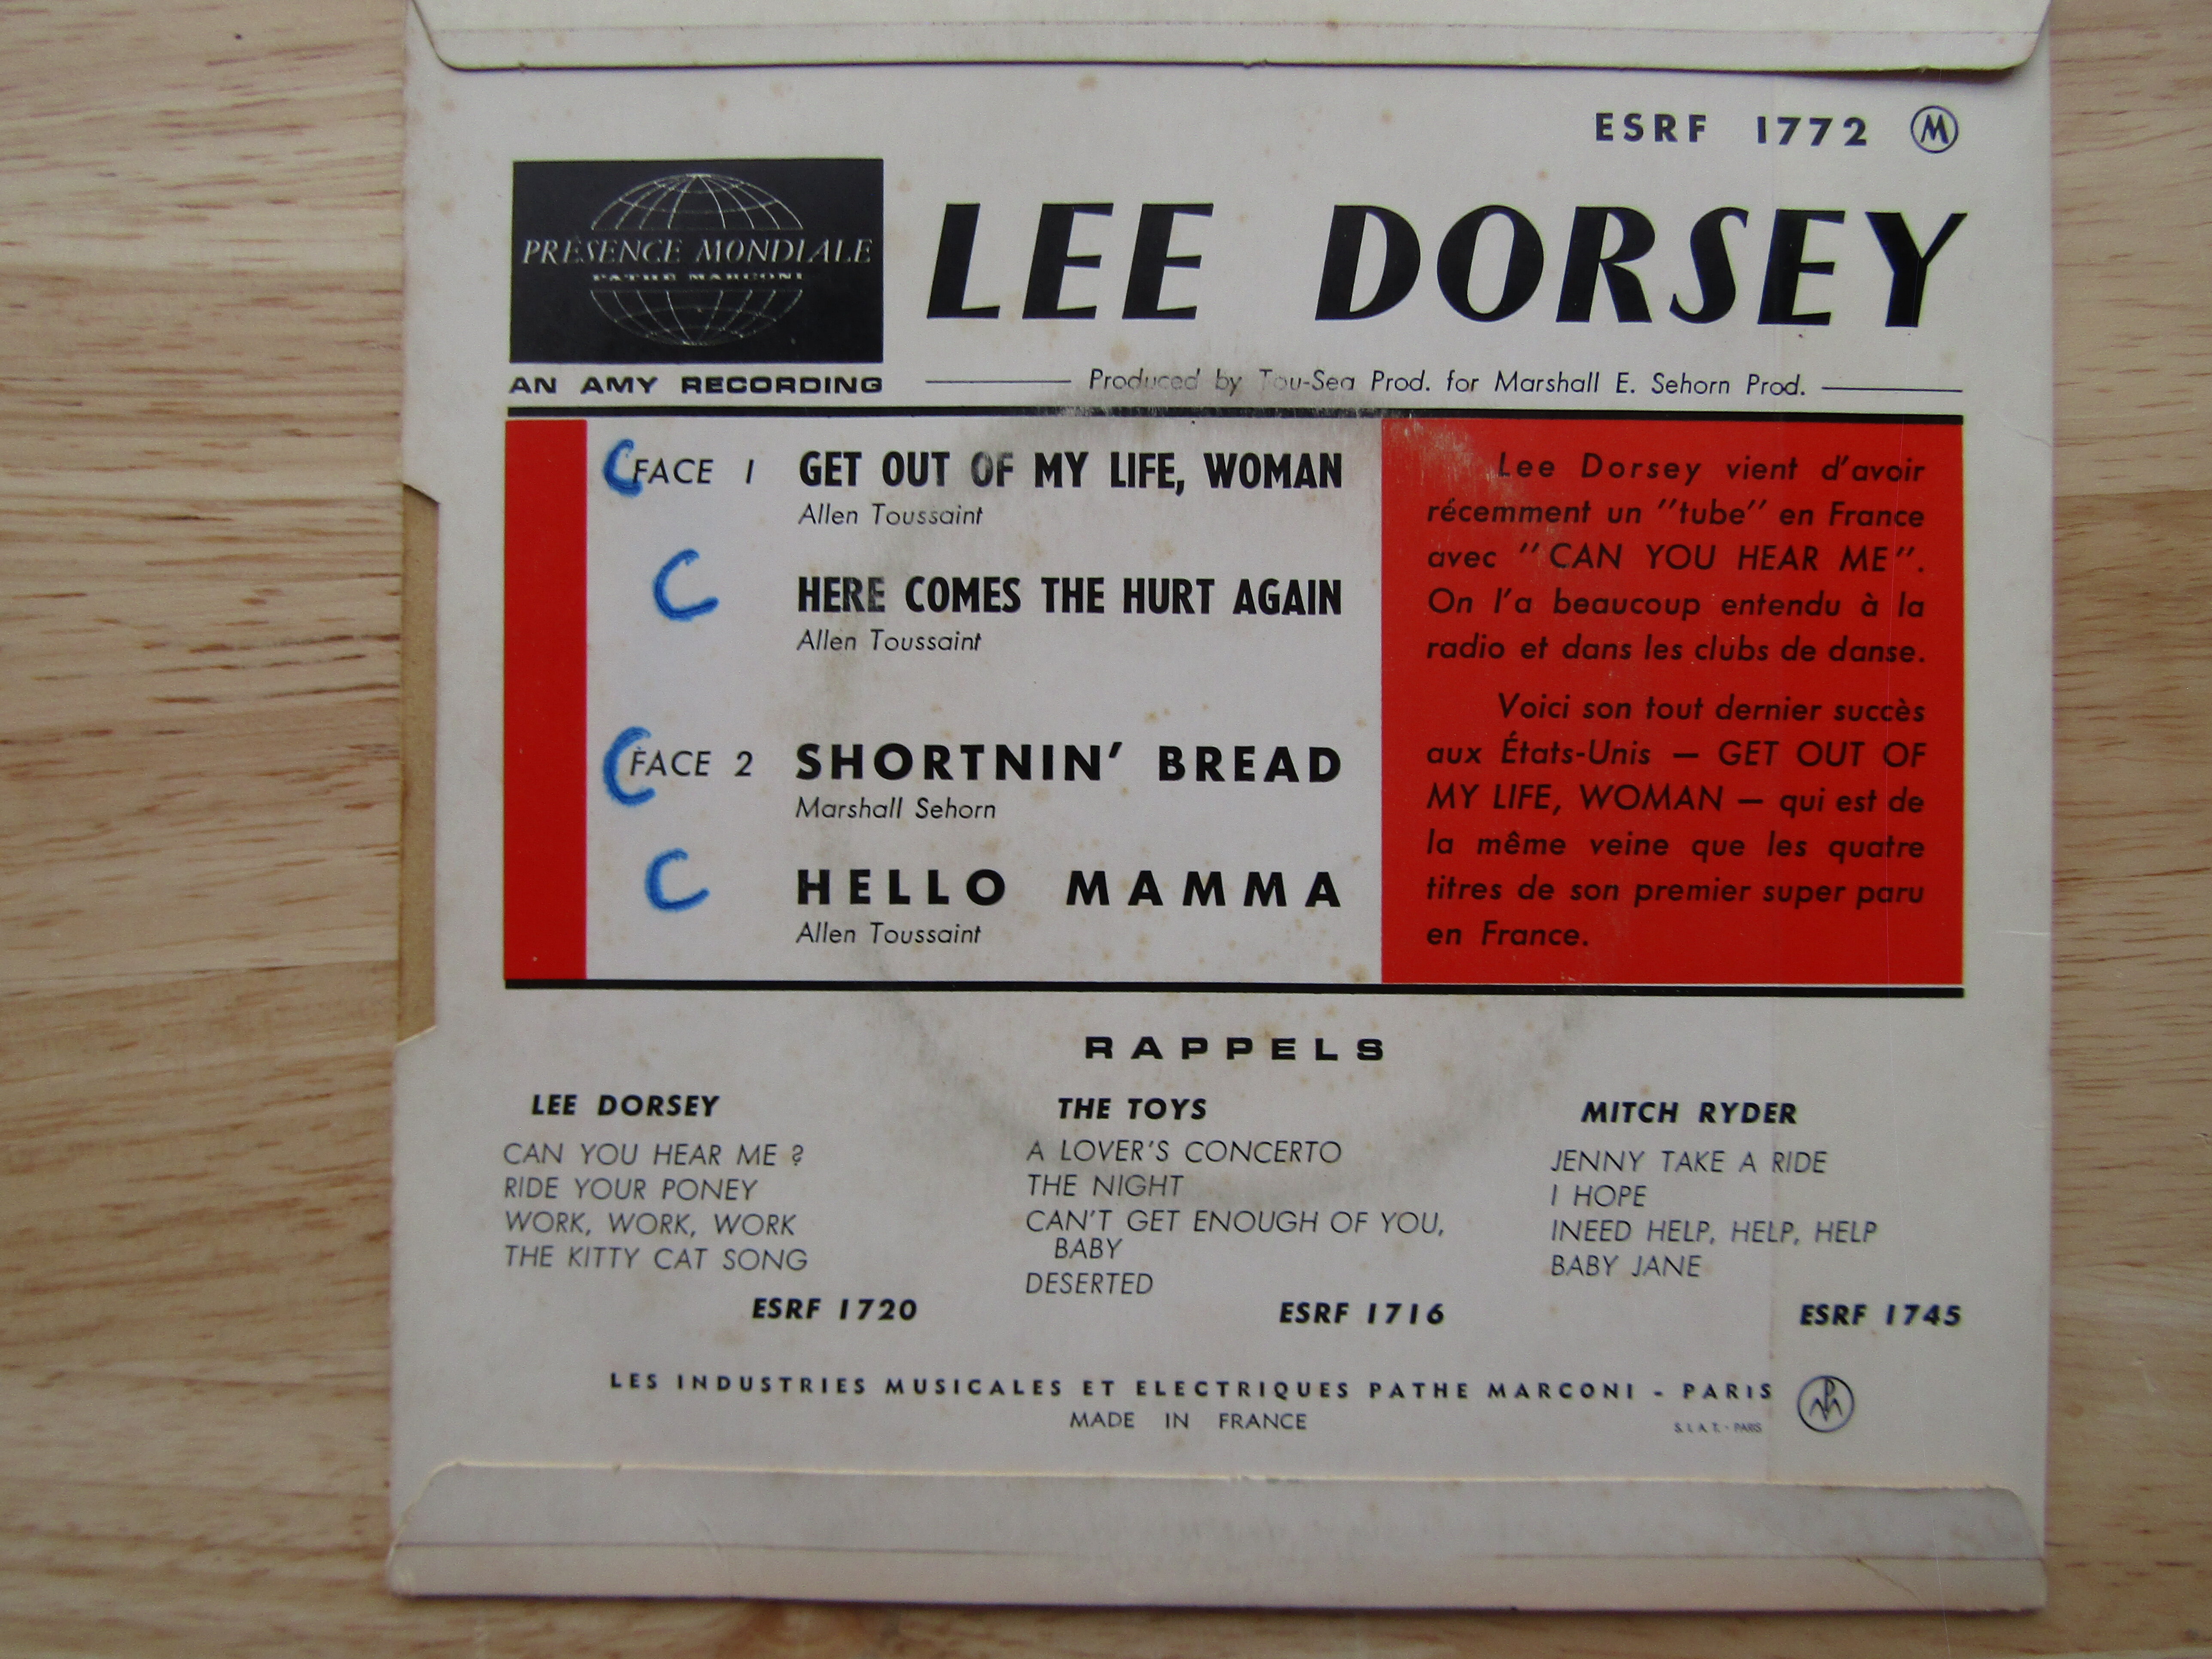 ESRF 1772 M
PRÉSENCE MONDIALE
PATHÉ MARCONI
LEE DORSEY
AN AMY RECORDING
Produced by Tou-Sea Prod. for Marshall E. Sehorn Prod.
C FACE 1 GET OUT OF MY LIFE, WOMAN
Allen Toussaint
C HERE COMES THE HURT AGAIN
Allen Toussaint
C FACE 2 SHORTNIN' BREAD
Marshall Sehorn
C HELLO MAMMA
Allen Toussaint
Lee Dorsey vient d'avoir
récemment un "tube" en France
avec "CAN YOU HEAR ME".
On l'a beaucoup entendu à la
radio et dans les clubs de danse.
Voici son tout dernier succès
aux États-Unis — GET OUT OF
MY LIFE, WOMAN — qui est de
la même veine que les quatre
titres de son premier super paru
en France.
RAPPELS
LEE DORSEY
CAN YOU HEAR ME ?
RIDE YOUR PONEY
WORK, WORK, WORK
THE KITTY CAT SONG
ESRF 1720
THE TOYS
A LOVER'S CONCERTO
THE NIGHT
CAN'T GET ENOUGH OF YOU,
BABY
DESERTED
ESRF 1716
MITCH RYDER
JENNY TAKE A RIDE
I HOPE
INEED HELP, HELP, HELP
BABY JANE
ESRF 1745
LES INDUSTRIES MUSICALES ET ELECTRIQUES PATHE MARCONI - PARIS
MADE IN FRANCE
S.I.A.T. - PARIS